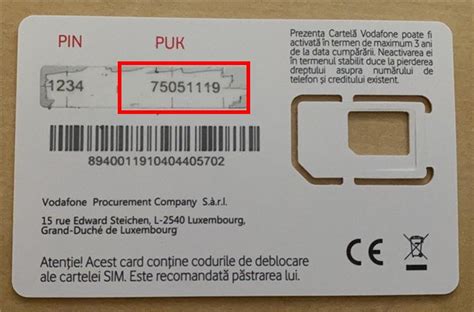 PIN PUK
1234 75051119
8940011910404405702
Prezenta Cartelă Vodafone poate fi
activată în termen de maximum 3 ani
de la data cumpărării. Neactivarea ei
în termenul stabilit duce la pierderea
dreptului asupra numărului de
telefon și creditului existent.
Vodafone Procurement Company S.à.r.l.
15 rue Edward Steichen, L-2540 Luxembourg,
Grand-Duché de Luxembourg
Atenție! Acest card conține codurile de deblocare
ale cartelei SIM. Este recomandată păstrarea lui.
CE